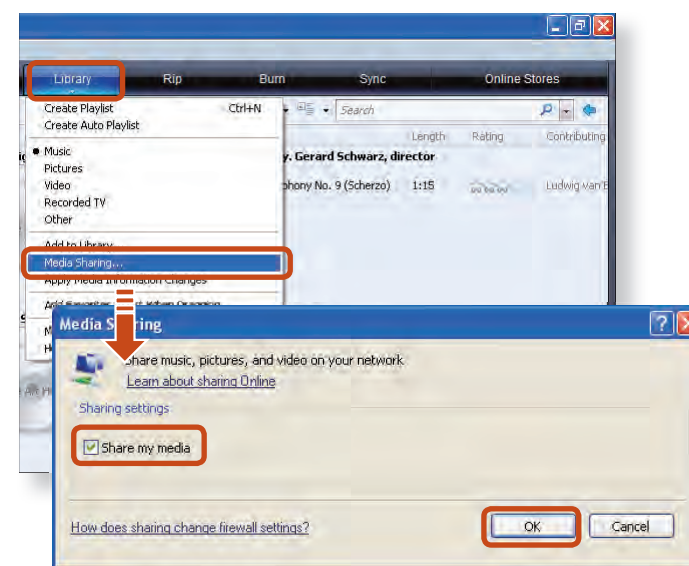 Library Rip Burn Sync Online Stores
Create Playlist Ctrl+N Search
Create Auto Playlist
Length Rating Contributing
Music y. Gerard Schwarz, director
Pictures
Video phony No. 9 (Scherzo) 1:15 Ludwig van B
Recorded TV
Other
Add to Library
Media Sharing...
Apply Media Information Changes
Media Sharing
Share music, pictures, and video on your network
Learn about sharing Online
Sharing settings
Share my media
How does sharing change firewall settings? OK Cancel